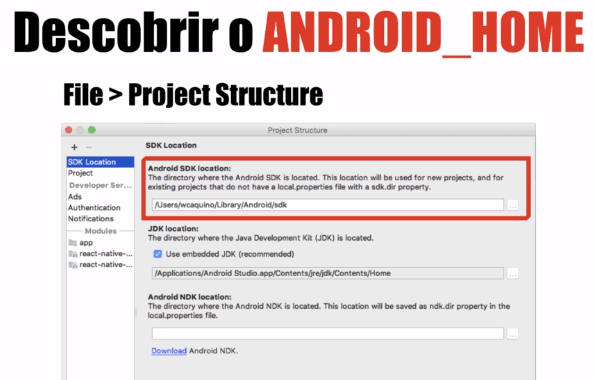 Descobrir o ANDROID_HOME
File > Project Structure
Project Structure
+ −
SDK Location
Project
Developer Ser...
Ads
Authentication
Notifications
Modules
app
react-native-...
react-native-...
SDK Location
Android SDK location:
The directory where the Android SDK is located. This location will be used for new projects, and for
existing projects that do not have a local.properties file with a sdk.dir property.
/Users/wcaquino/Library/Android/sdk
...
JDK location:
The directory where the Java Development Kit (JDK) is located.
Use embedded JDK (recommended)
/Applications/Android Studio.app/Contents/jre/jdk/Contents/Home
...
Android NDK location:
The directory where the Android NDK is located. This location will be saved as ndk.dir property in the
local.properties file.
...
Download Android NDK.